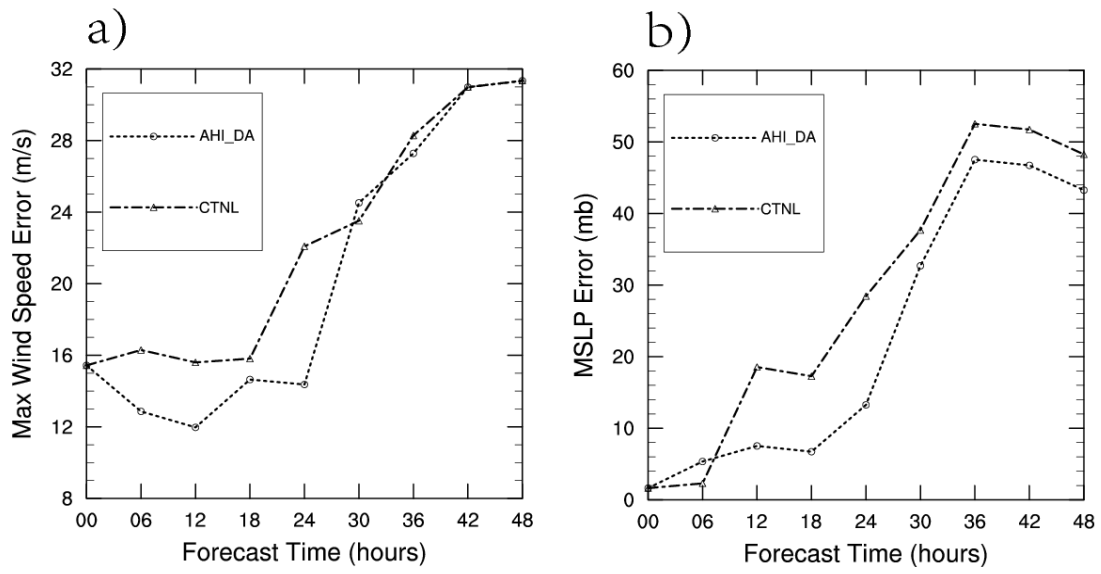 a)
Max Wind Speed Error (m/s)
32
28
24
20
16
12
8
AHI_DA
CTNL
00 06 12 18 24 30 36 42 48
Forecast Time (hours)
b)
MSLP Error (mb)
60
50
40
30
20
10
0
AHI_DA
CTNL
00 06 12 18 24 30 36 42 48
Forecast Time (hours)